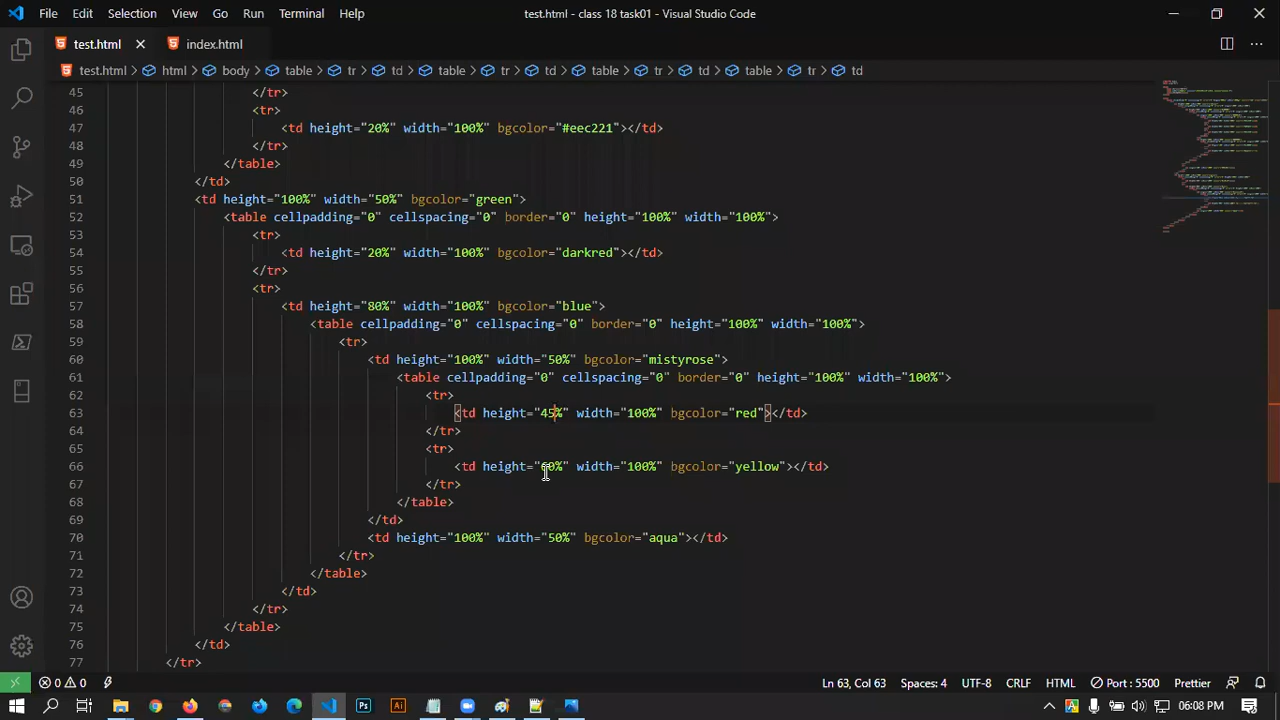 File Edit Selection View Go Run Terminal Help test.html - class 18 task01 - Visual Studio Code
test.html index.html
test.html html body table tr td table tr td table tr td table tr td
45 </tr>
46 <tr>
47 <td height="20%" width="100%" bgcolor="#eec221"></td>
48 </tr>
49 </table>
50 </td>
51 <td height="100%" width="50%" bgcolor="green">
52 <table cellpadding="0" cellspacing="0" border="0" height="100%" width="100%">
53 <tr>
54 <td height="20%" width="100%" bgcolor="darkred"></td>
55 </tr>
56 <tr>
57 <td height="80%" width="100%" bgcolor="blue">
58 <table cellpadding="0" cellspacing="0" border="0" height="100%" width="100%">
59 <tr>
60 <td height="100%" width="50%" bgcolor="mistyrose">
61 <table cellpadding="0" cellspacing="0" border="0" height="100%" width="100%">
62 <tr>
63 <td height="45%" width="100%" bgcolor="red"></td>
64 </tr>
65 <tr>
66 <td height="60%" width="100%" bgcolor="yellow"></td>
67 </tr>
68 </table>
69 </td>
70 <td height="100%" width="50%" bgcolor="aqua"></td>
71 </tr>
72 </table>
73 </td>
74 </tr>
75 </table>
76 </td>
77 </tr>
0 0 Ln 63, Col 63 Spaces: 4 UTF-8 CRLF HTML Port : 5500 Prettier
Ps Ai 06:08 PM